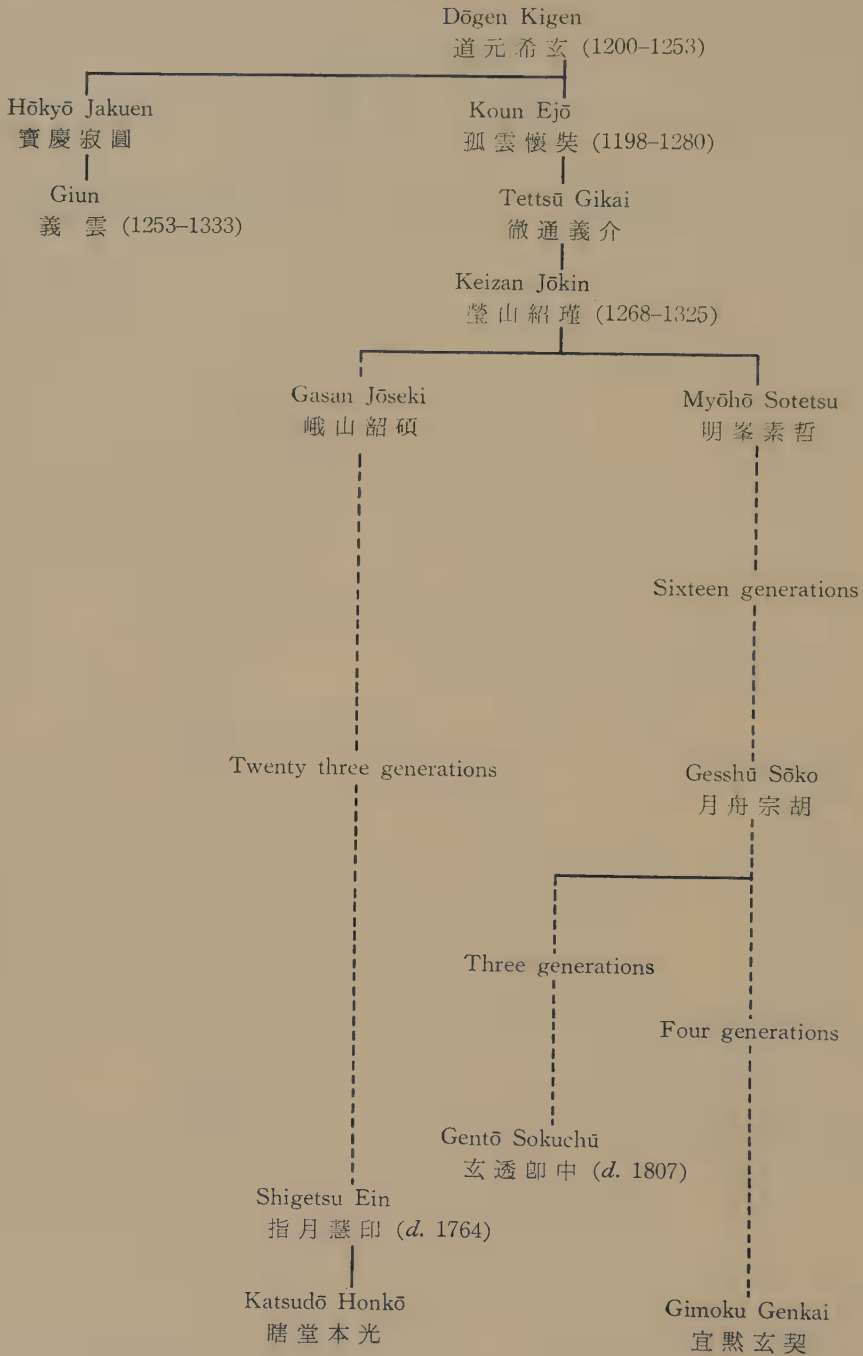 Dōgen Kigen
道元希玄 (1200–1253)
Hōkyō Jakuen
寶慶寂圓
Koun Ejō
孤雲懷奘 (1198–1280)
Giun
義雲 (1253–1333)
Tettsū Gikai
徹通義介
Keizan Jōkin
瑩山紹瑾 (1268–1325)
Gasan Jōseki
峨山韶碩
Myōhō Sotetsu
明峯素哲
Sixteen generations
Twenty three generations
Gesshū Sōko
月舟宗胡
Three generations
Four generations
Gentō Sokuchū
玄透卽中 (d. 1807)
Shigetsu Ein
指月慧印 (d. 1764)
Katsudō Honkō
瞎堂本光
Gimoku Genkai
宜黙玄契